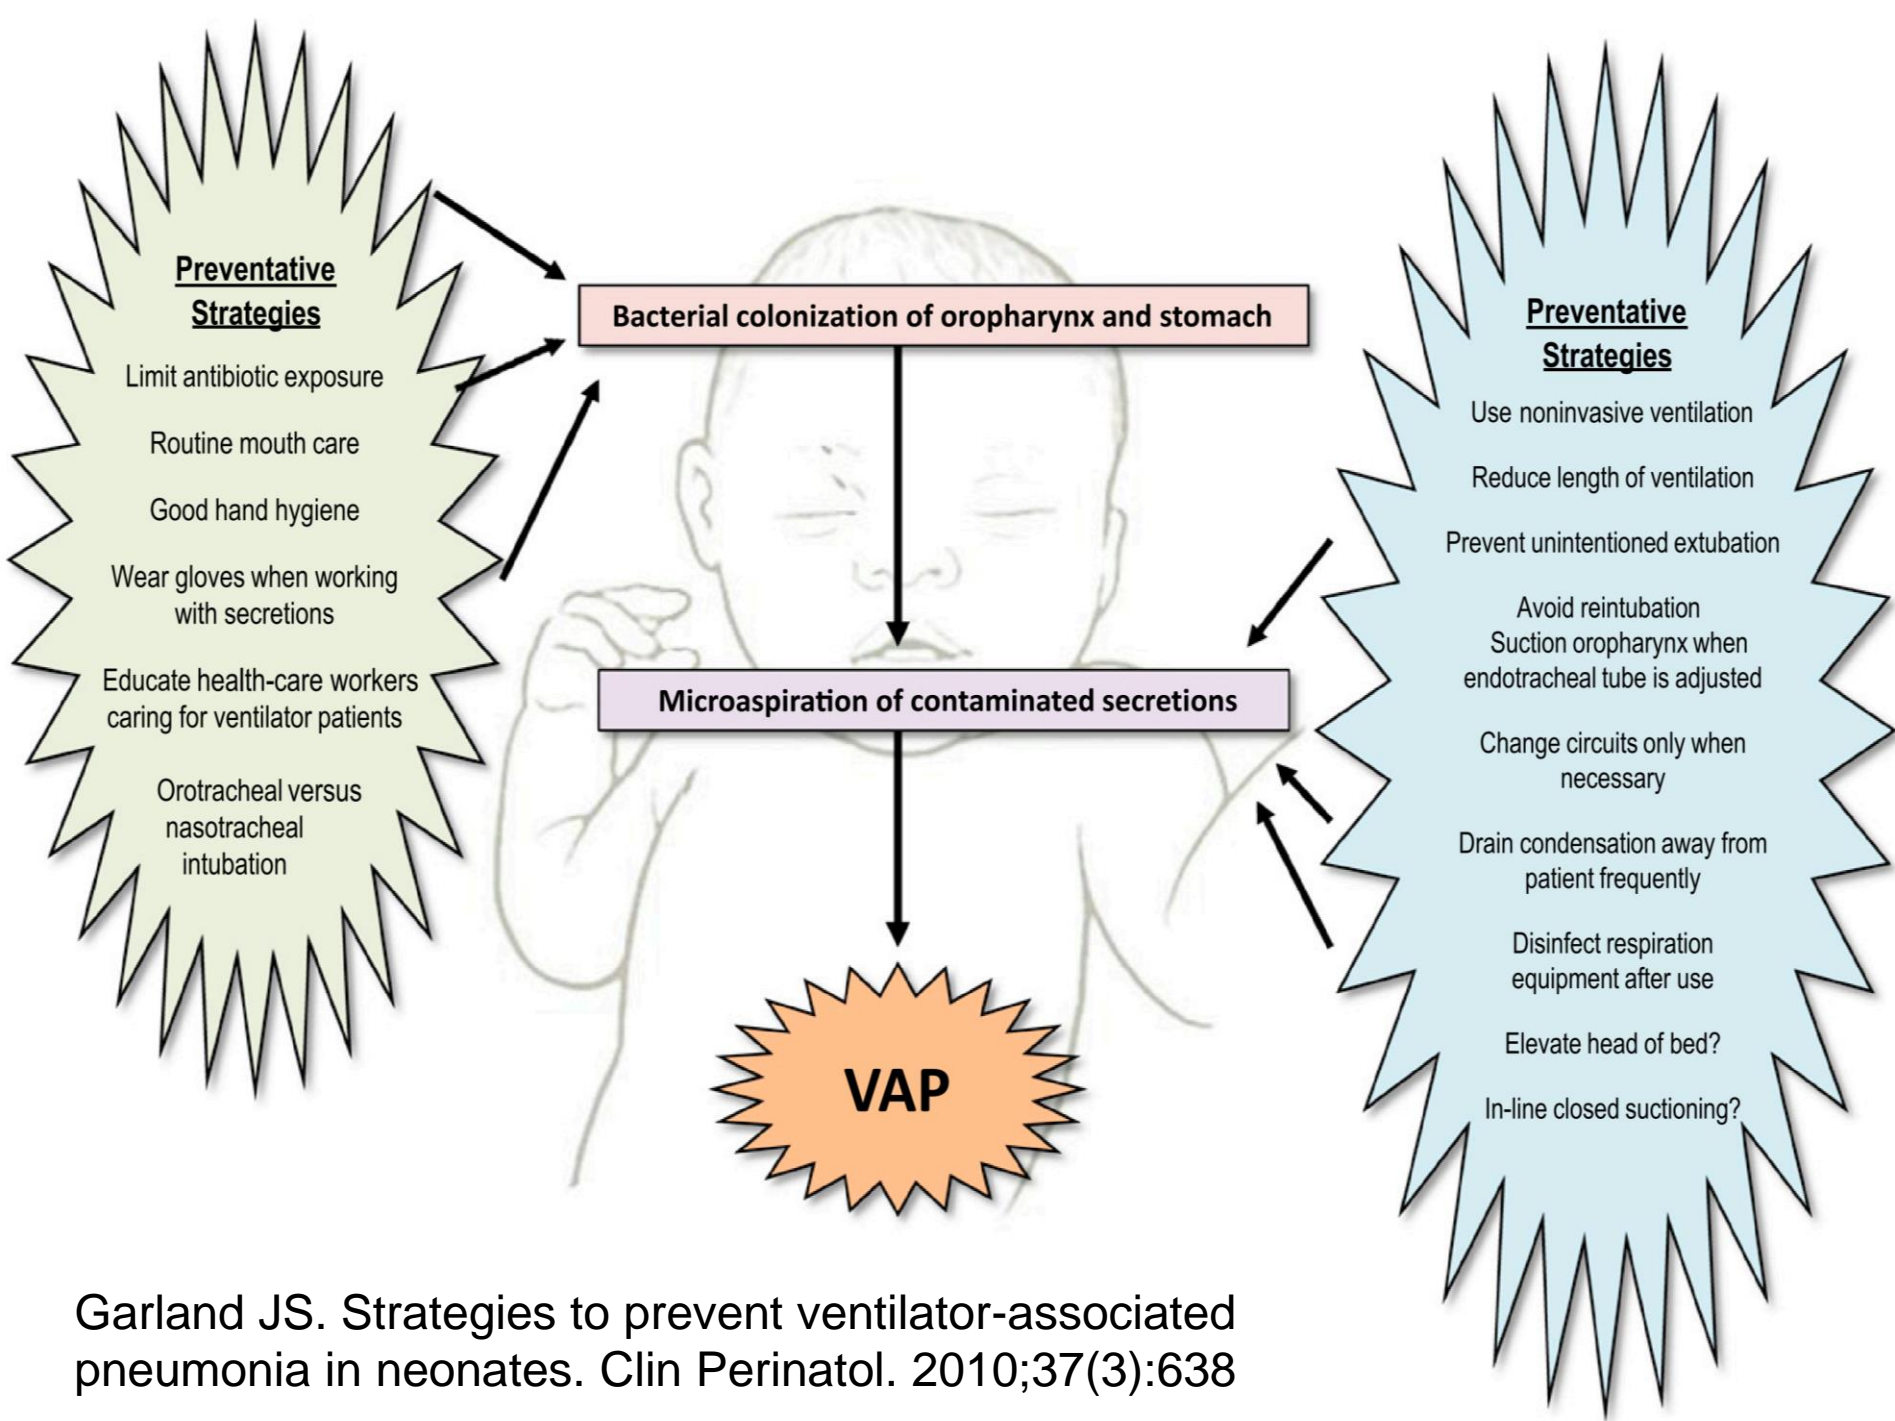 Preventative
Strategies
Limit antibiotic exposure
Routine mouth care
Good hand hygiene
Wear gloves when working
with secretions
Educate health-care workers
caring for ventilator patients
Orotracheal versus
nasotracheal
intubation
Bacterial colonization of oropharynx and stomach
Microaspiration of contaminated secretions
VAP
Preventative
Strategies
Use noninvasive ventilation
Reduce length of ventilation
Prevent unintentioned extubation
Avoid reintubation
Suction oropharynx when
endotracheal tube is adjusted
Change circuits only when
necessary
Drain condensation away from
patient frequently
Disinfect respiration
equipment after use
Elevate head of bed?
In-line closed suctioning?
Garland JS. Strategies to prevent ventilator-associated
pneumonia in neonates. Clin Perinatol. 2010;37(3):638